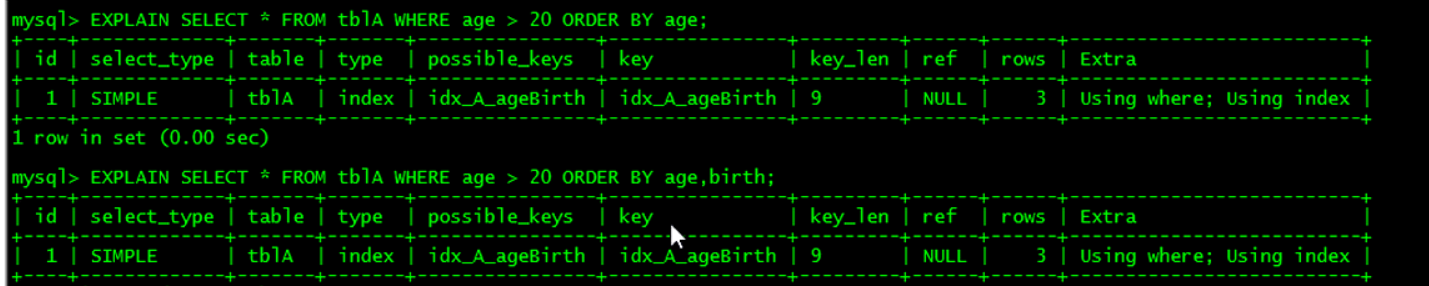 mysql> EXPLAIN SELECT * FROM tblA WHERE age > 20 ORDER BY age;
+----+-------------+-------+-------+----------------+----------------+---------+------+------+--------------------------+
| id | select_type | table | type  | possible_keys  | key            | key_len | ref  | rows | Extra                    |
+----+-------------+-------+-------+----------------+----------------+---------+------+------+--------------------------+
|  1 | SIMPLE      | tblA  | index | idx_A_ageBirth | idx_A_ageBirth | 9       | NULL |    3 | Using where; Using index |
+----+-------------+-------+-------+----------------+----------------+---------+------+------+--------------------------+
1 row in set (0.00 sec)
mysql> EXPLAIN SELECT * FROM tblA WHERE age > 20 ORDER BY age,birth;
+----+-------------+-------+-------+----------------+----------------+---------+------+------+--------------------------+
| id | select_type | table | type  | possible_keys  | key            | key_len | ref  | rows | Extra                    |
+----+-------------+-------+-------+----------------+----------------+---------+------+------+--------------------------+
|  1 | SIMPLE      | tblA  | index | idx_A_ageBirth | idx_A_ageBirth | 9       | NULL |    3 | Using where; Using index |
+----+-------------+-------+-------+----------------+----------------+---------+------+------+--------------------------+